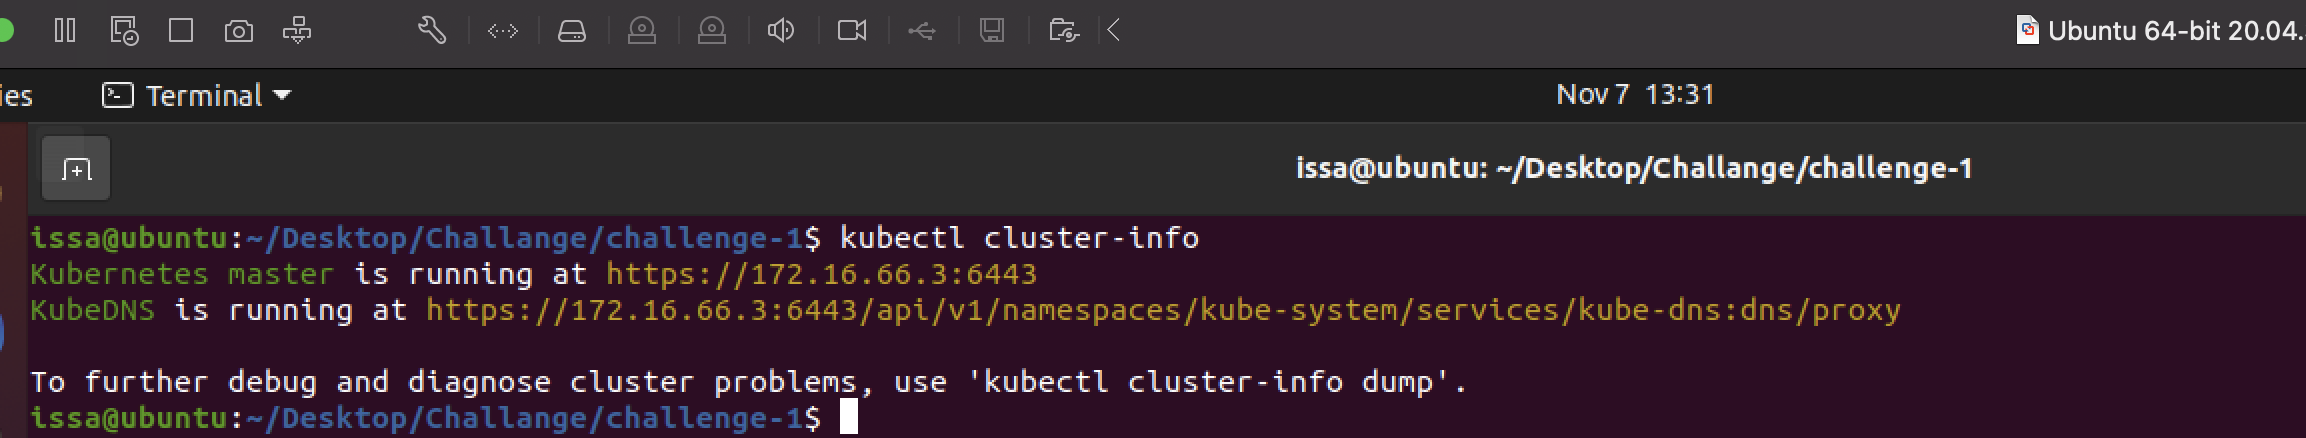 Ubuntu 64-bit 20.04.
ies
Terminal
Nov 7 13:31
issa@ubuntu: ~/Desktop/Challange/challenge-1
issa@ubuntu:~/Desktop/Challange/challenge-1$ kubectl cluster-info
Kubernetes master is running at https://172.16.66.3:6443
KubeDNS is running at https://172.16.66.3:6443/api/v1/namespaces/kube-system/services/kube-dns:dns/proxy
To further debug and diagnose cluster problems, use 'kubectl cluster-info dump'.
issa@ubuntu:~/Desktop/Challange/challenge-1$